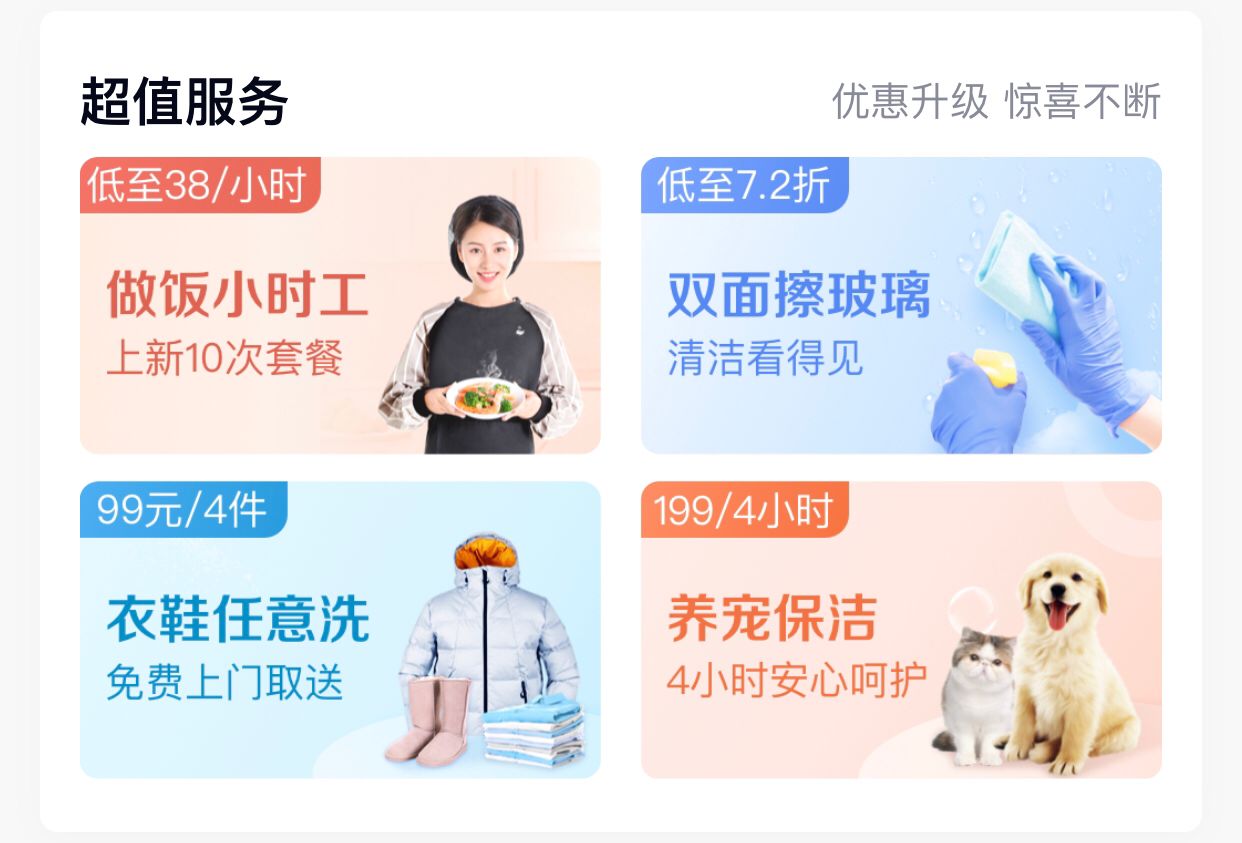 超值服务
优惠升级 惊喜不断
低至38/小时
做饭小时工
上新10次套餐
低至7.2折
双面擦玻璃
清洁看得见
99元/4件
衣鞋任意洗
免费上门取送
199/4小时
养宠保洁
4小时安心呵护